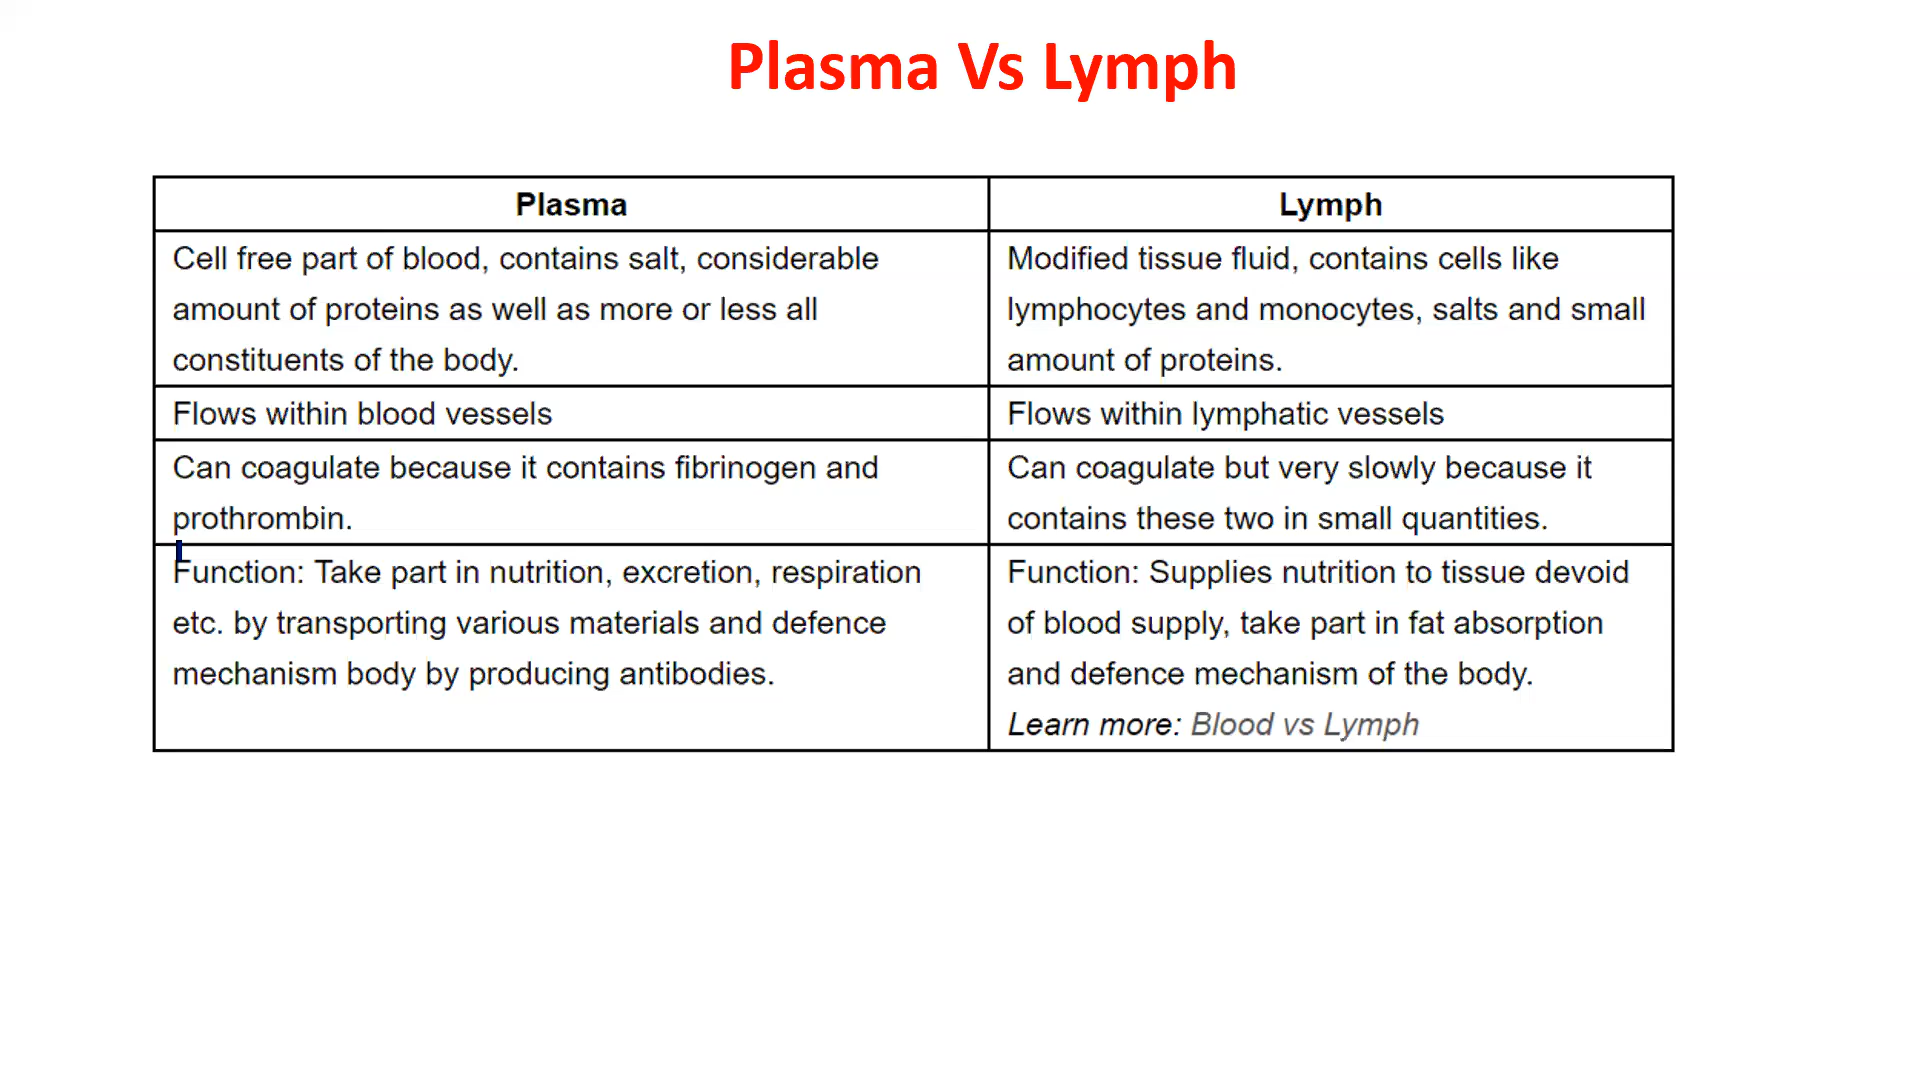 Plasma Vs Lymph
Plasma
Lymph
Cell free part of blood, contains salt, considerable
amount of proteins as well as more or less all
constituents of the body.
Modified tissue fluid, contains cells like
lymphocytes and monocytes, salts and small
amount of proteins.
Flows within blood vessels
Flows within lymphatic vessels
Can coagulate because it contains fibrinogen and
prothrombin.
Can coagulate but very slowly because it
contains these two in small quantities.
Function: Take part in nutrition, excretion, respiration
etc. by transporting various materials and defence
mechanism body by producing antibodies.
Function: Supplies nutrition to tissue devoid
of blood supply, take part in fat absorption
and defence mechanism of the body.
Learn more: Blood vs Lymph